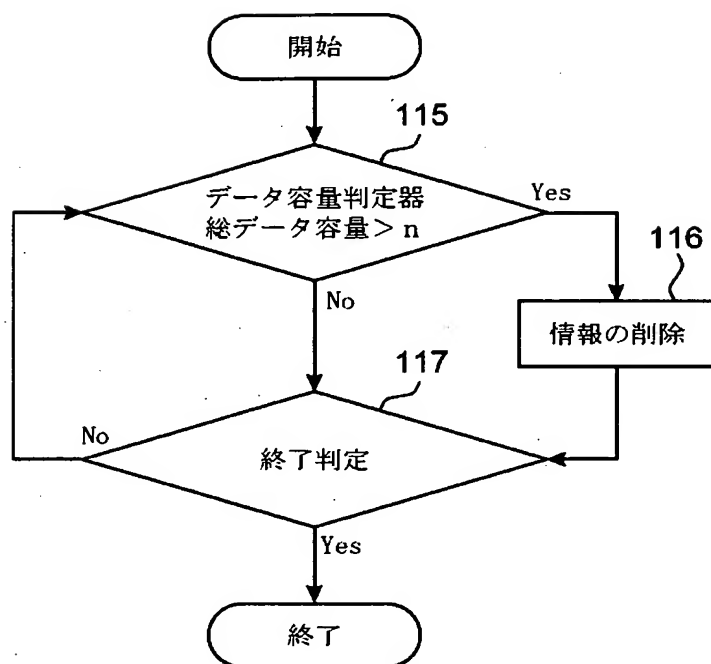 開始
115
データ容量判定器
総データ容量>n
Yes
116
No
情報の削除
117
No
終了判定
Yes
終了